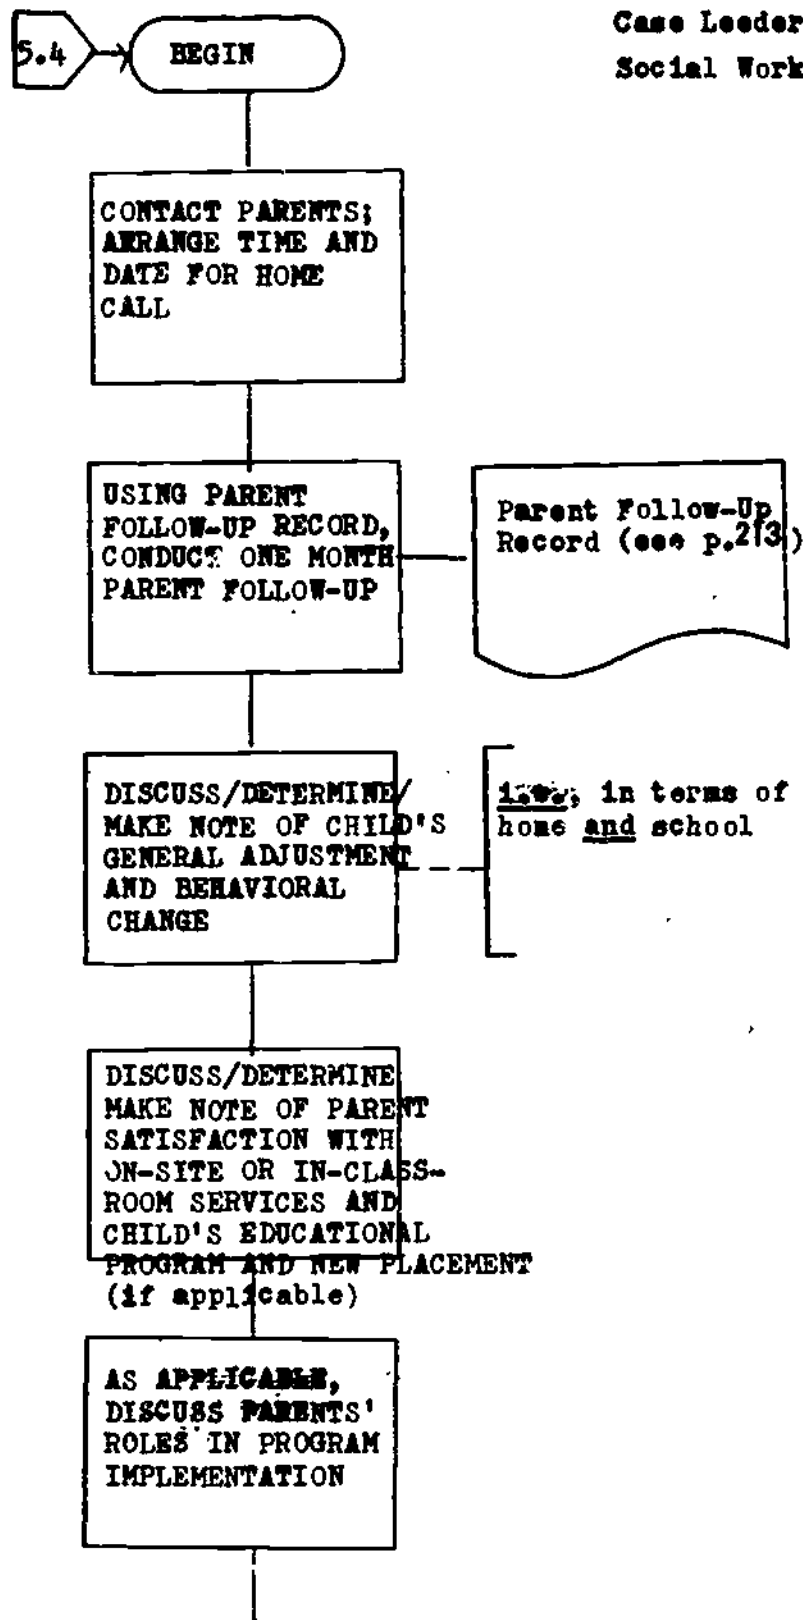 Case Leeder
Social Work
5.4
BEGIN
CONTACT PARENTS;
ARRANGE TIME AND
DATE FOR HOME
CALL
USING PARENT
FOLLOW-UP RECORD,
CONDUCT ONE MONTH
PARENT FOLLOW-UP
Parent Follow-Up
Record (see p.213)
DISCUSS/DETERMINE/
MAKE NOTE OF CHILD'S
GENERAL ADJUSTMENT
AND BEHAVIORAL
CHANGE
i.e., in terms of
home and school
DISCUSS/DETERMINE
MAKE NOTE OF PARENT
SATISFACTION WITH
ON-SITE OR IN-CLASS-
ROOM SERVICES AND
CHILD'S EDUCATIONAL
PROGRAM AND NEW PLACEMENT
(if applicable)
AS APPLICABLE,
DISCUSS PARENTS'
ROLES IN PROGRAM
IMPLEMENTATION